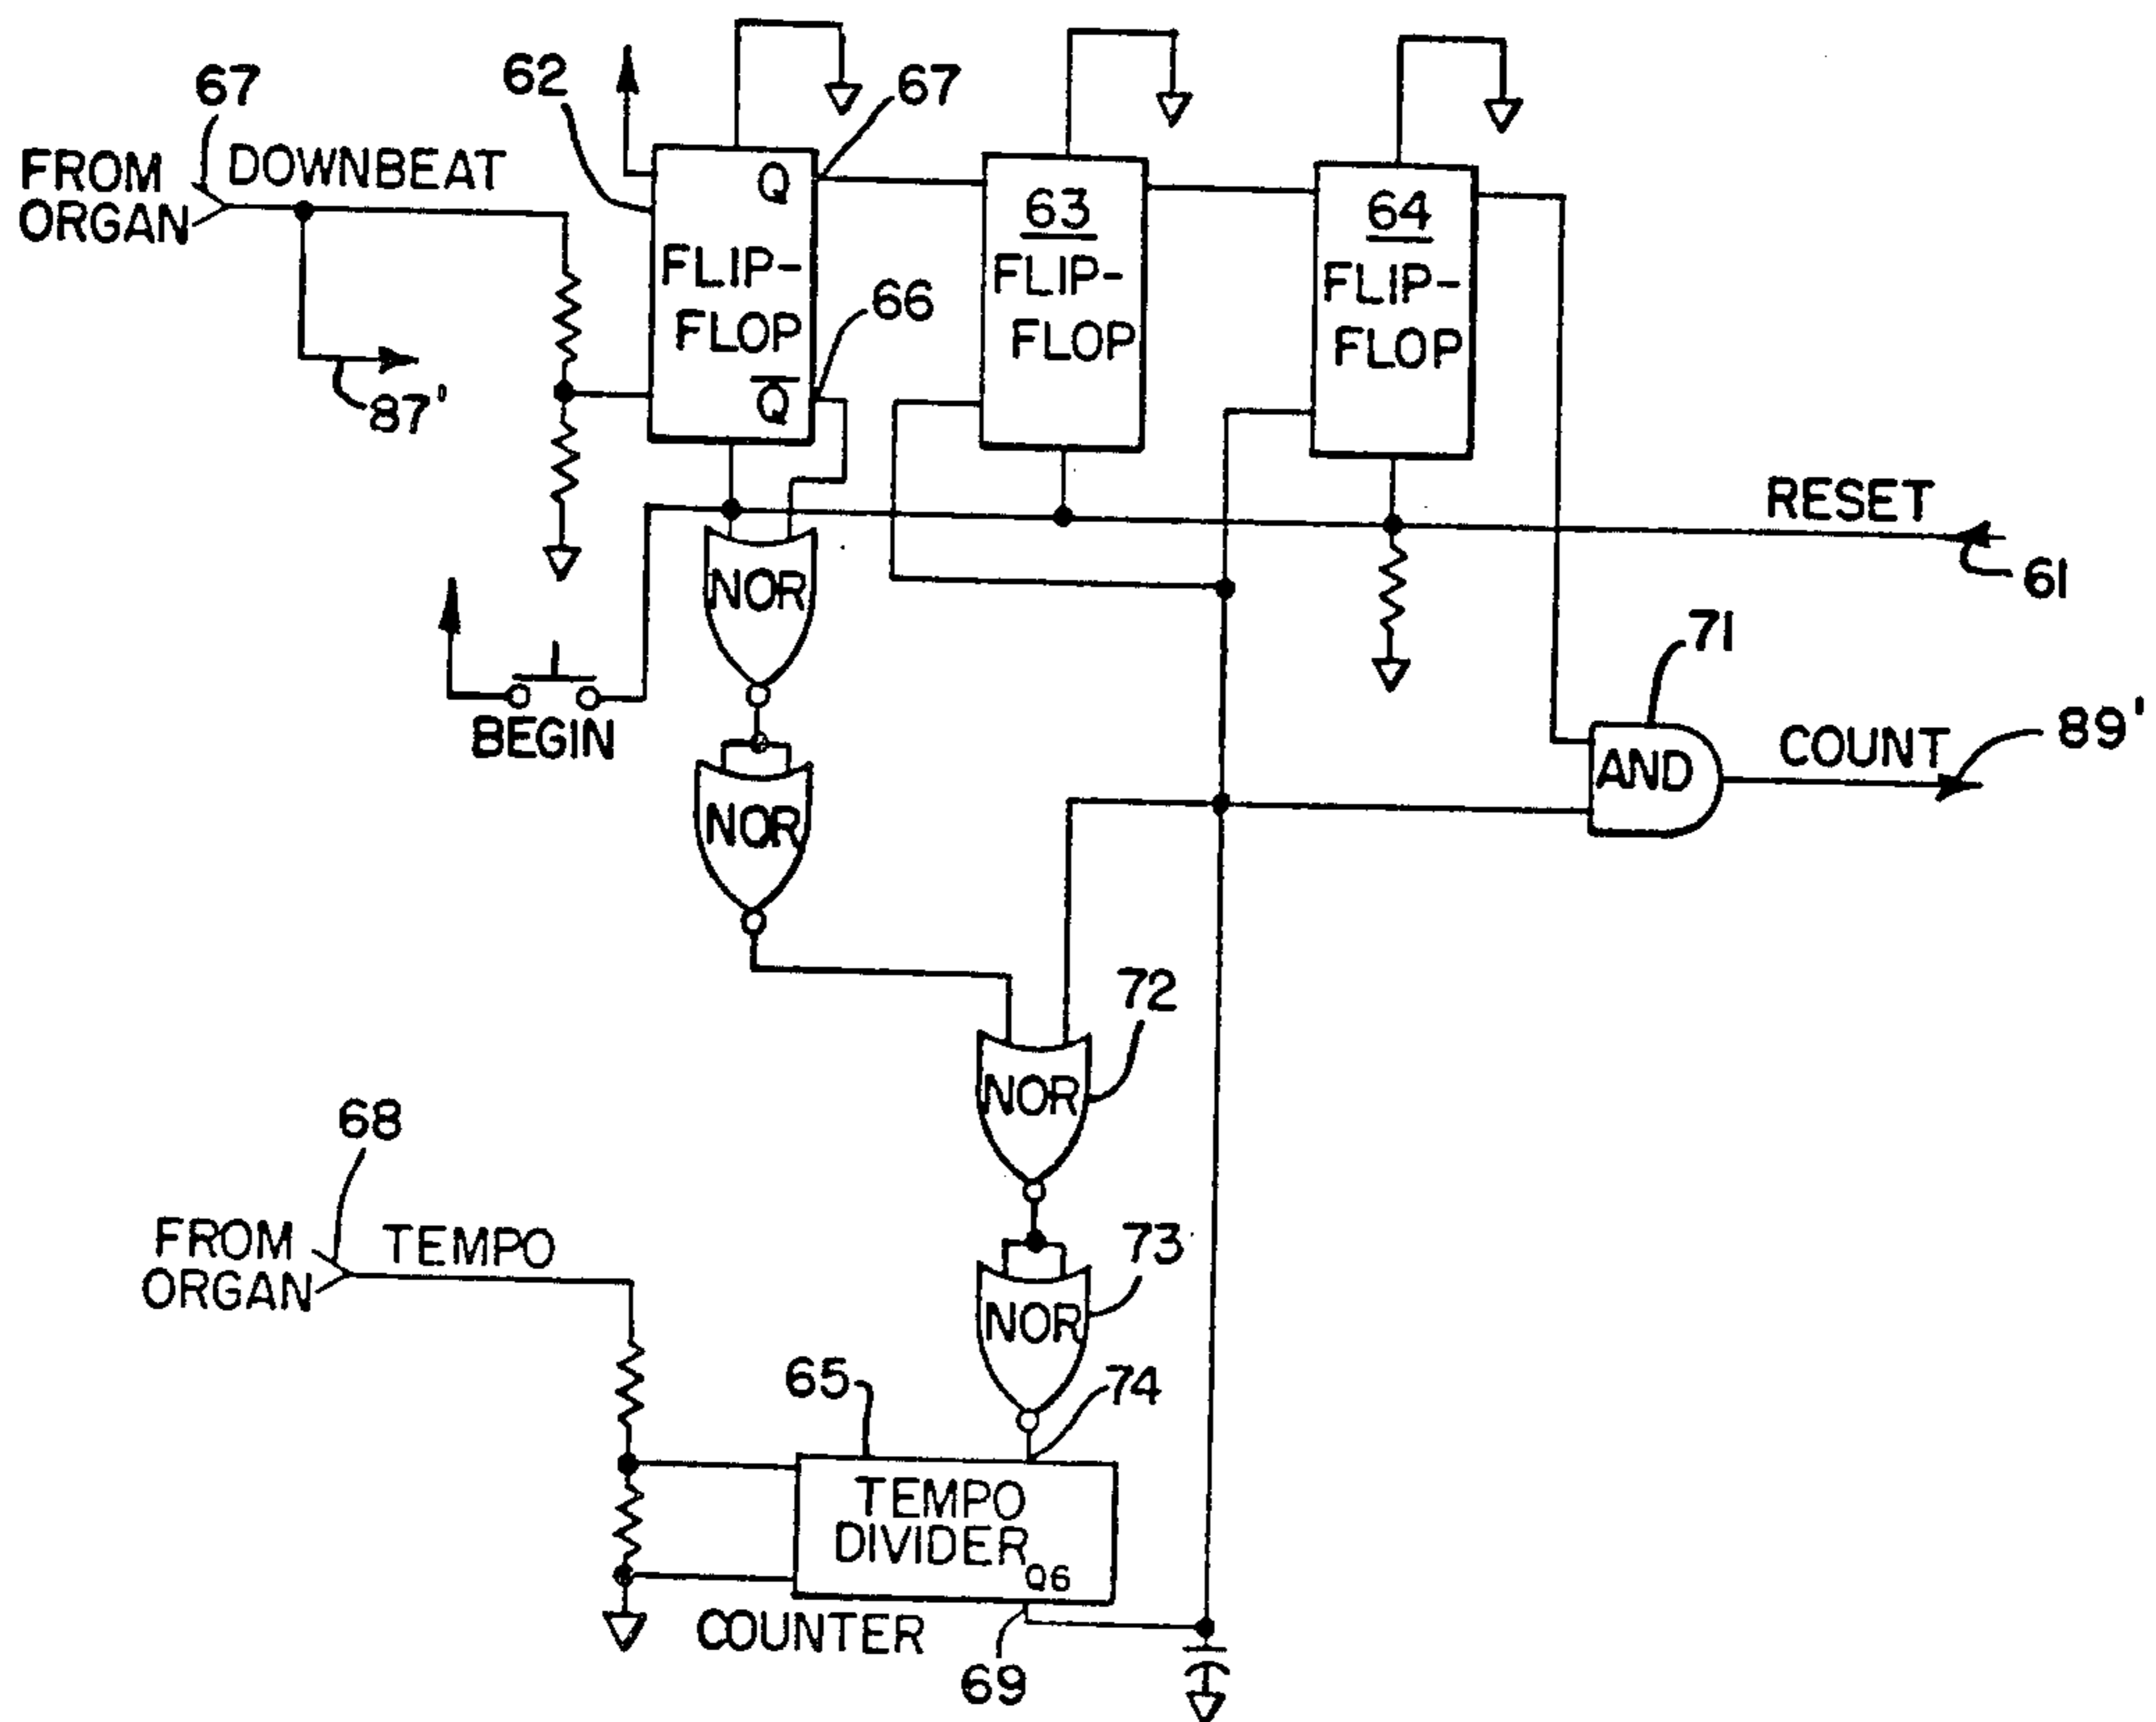 67
62
67
FROM
ORGAN
DOWNBEAT
Q
FLIP-
FLOP
Q̅
63
FLIP-
FLOP
64
FLIP-
FLOP
66
87'
RESET
61
NOR
BEGIN
71
AND
COUNT
89'
NOR
72
NOR
68
FROM
ORGAN
TEMPO
73
NOR
65
74
TEMPO
DIVIDER
Q6
COUNTER
69